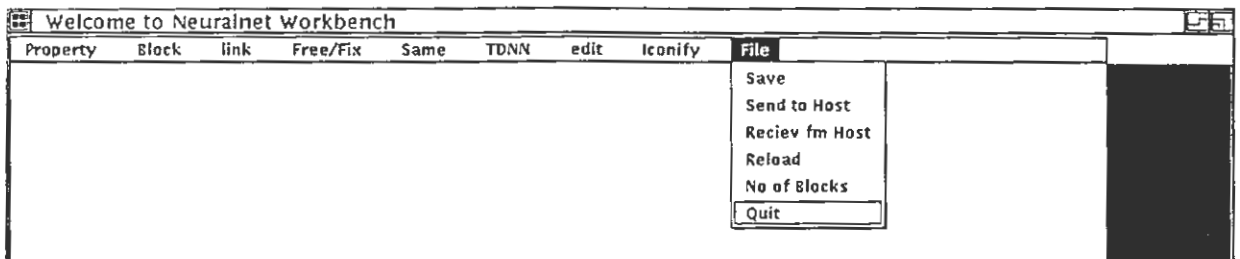 Welcome to Neuralnet Workbench
Property Block link Free/Fix Same TDNN edit Iconify File
Save
Send to Host
Reciev fm Host
Reload
No of Blocks
Quit